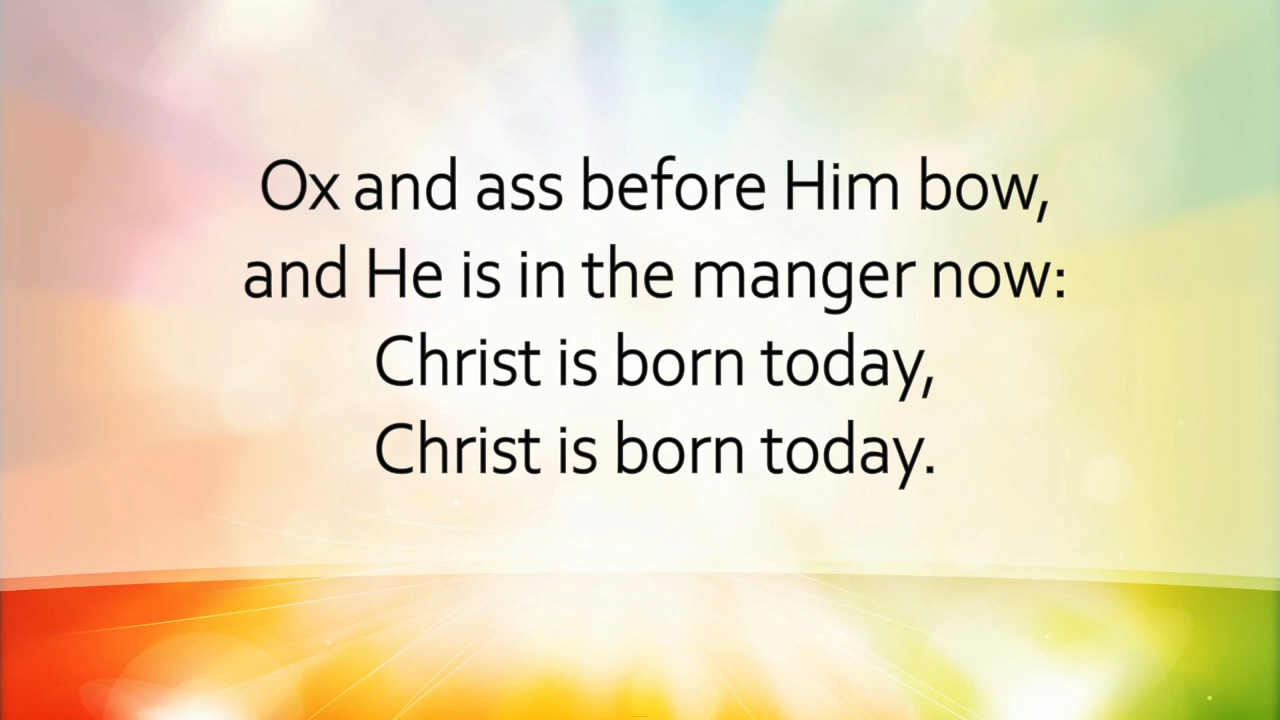 Ox and ass before Him bow,
and He is in the manger now:
Christ is born today,
Christ is born today.